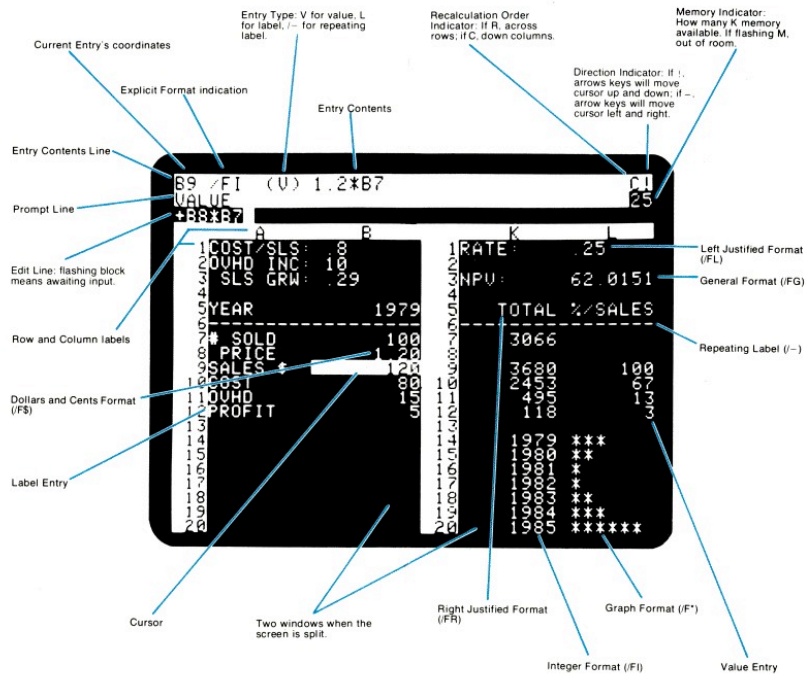 Entry Type: V for value, L
for label, /– for repeating
label.
Recalculation Order
Indicator: If R, across
rows; if C, down columns.
Memory Indicator:
How many K memory
available. If flashing M,
out of room.
Current Entry's coordinates
Explicit Format indication
Entry Contents
Direction Indicator: If !,
arrows keys will move
cursor up and down; if –,
arrow keys will move
cursor left and right.
Entry Contents Line
B9 /FI (V) 1.2*B7 C!
VALUE 25
Prompt Line
+B8*B7
Edit Line: flashing block
means awaiting input.
A B K L
1 COST/SLS: .8 1 RATE: .25
2 OVHD INC: 10 2
3 SLS GRW: .29 3 NPV: 62.0151
4 4
5 YEAR 1979 5 TOTAL %/SALES
6 ------------------ 6 ------------------
7 # SOLD 100 7 3066
8 PRICE 1.20 8
9 SALES $ 120 9 3680 100
10 COST 80 10 2453 67
11 OVHD 15 11 495 13
12 PROFIT 5 12 118 3
13 13
14 14 1979 ***
15 15 1980 **
16 16 1981 *
17 17 1982 *
18 18 1983 **
19 19 1984 ***
20 20 1985 ******
Left Justified Format
(/FL)
General Format (/FG)
Row and Column labels
Repeating Label (/–)
Dollars and Cents Format
(/F$)
Label Entry
Cursor
Two windows when the
screen is split.
Right Justified Format
(/FR)
Graph Format (/F*)
Integer Format (/FI)
Value Entry